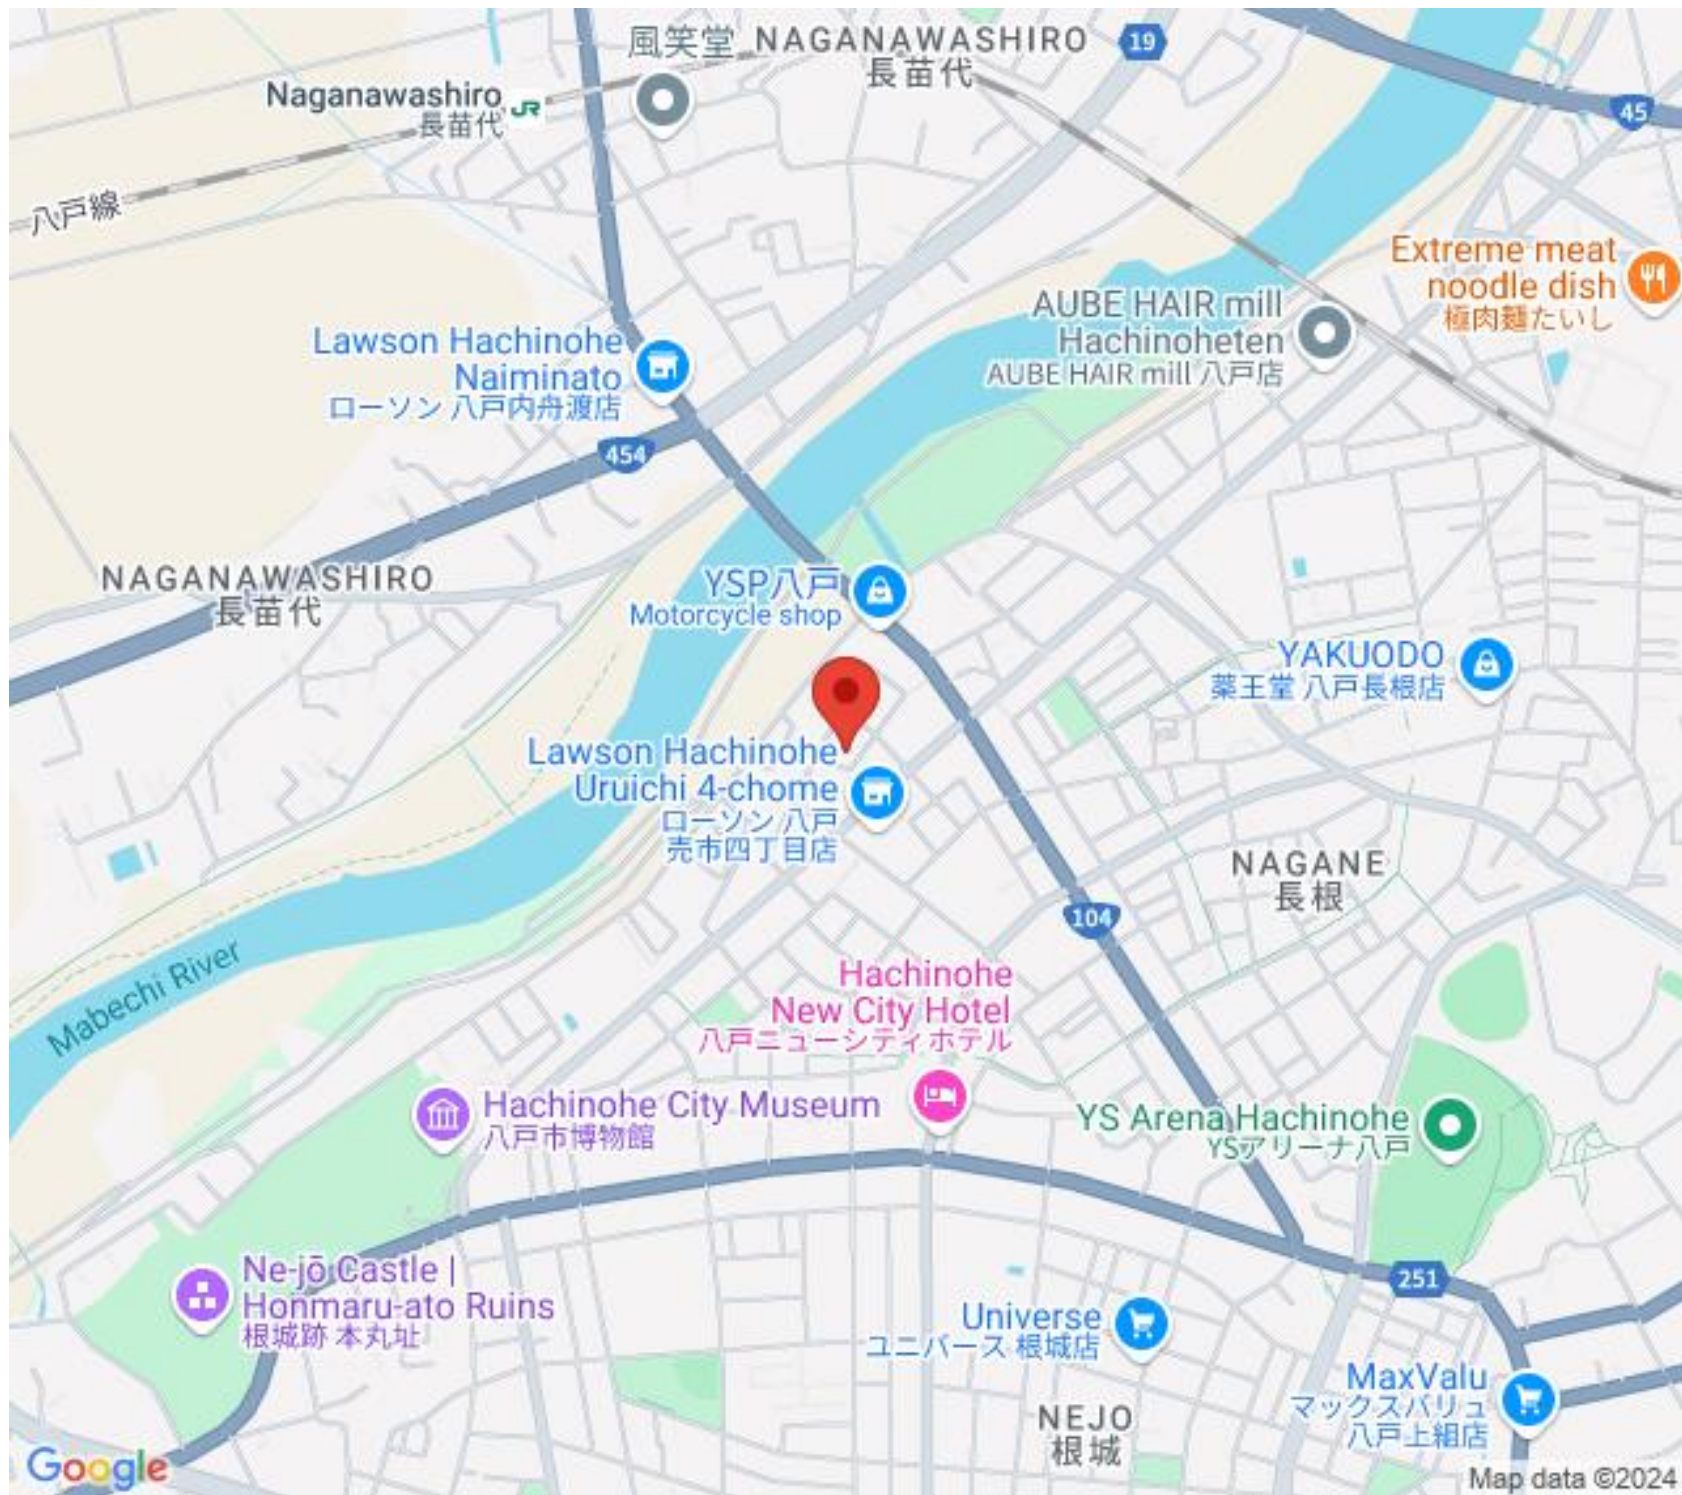 風笑堂
NAGANAWASHIRO
長苗代
19
Naganawashiro
長苗代
JR
45
八戸線
Extreme meat
noodle dish
極肉麺たいし
AUBE HAIR mill
Hachinoheten
AUBE HAIR mill 八戸店
Lawson Hachinohe
Naiminato
ローソン 八戸内舟渡店
454
NAGANAWASHIRO
長苗代
YSP八戸
Motorcycle shop
YAKUODO
薬王堂 八戸長根店
Lawson Hachinohe
Uruichi 4-chome
ローソン 八戸
売市四丁目店
NAGANE
長根
104
Mabechi River
Hachinohe
New City Hotel
八戸ニューシティホテル
Hachinohe City Museum
八戸市博物館
YS Arena Hachinohe
YSアリーナ八戸
Ne-jō Castle |
Honmaru-ato Ruins
根城跡 本丸址
251
Universe
ユニバース 根城店
MaxValu
マックスバリュ
八戸上組店
NEJO
根城
Google
Map data ©2024